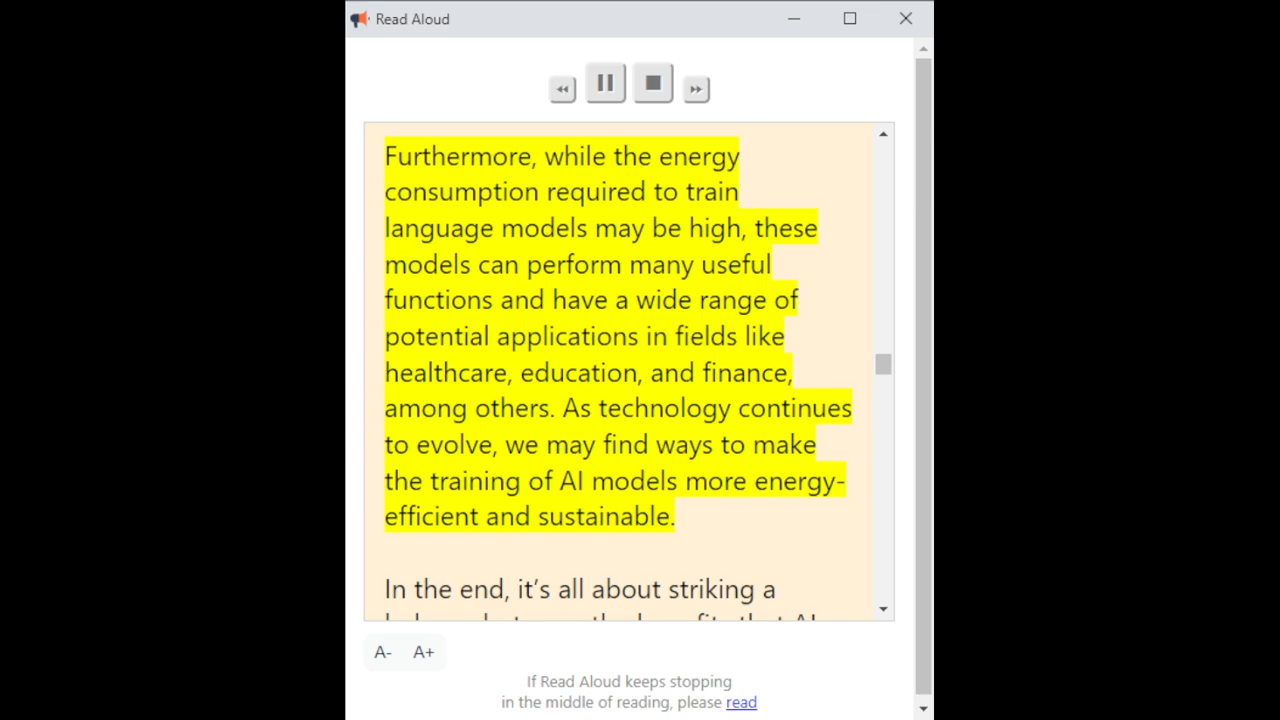 Read Aloud
Furthermore, while the energy
consumption required to train
language models may be high, these
models can perform many useful
functions and have a wide range of
potential applications in fields like
healthcare, education, and finance,
among others. As technology continues
to evolve, we may find ways to make
the training of AI models more energy-
efficient and sustainable.
In the end, it's all about striking a
A- A+
If Read Aloud keeps stopping
in the middle of reading, please read